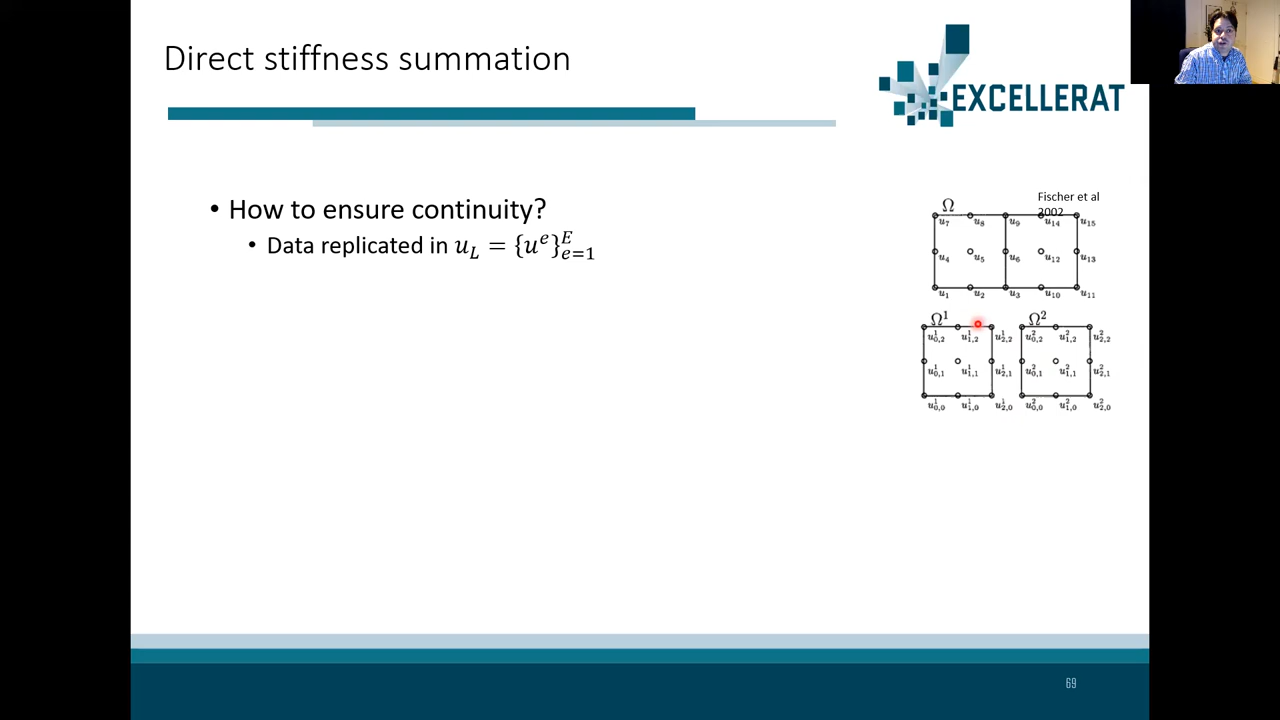 Direct stiffness summation
EXCELLERAT
• How to ensure continuity?
• Data replicated in u_L = {u^e}_{e=1}^E
Fischer et al
2002
Ω
u_7 u_8 u_9 u_14 u_15
u_4 u_5 u_6 u_12 u_13
u_1 u_2 u_3 u_10 u_11
Ω^1 Ω^2
u^1_{0,2} u^1_{1,2} u^1_{2,2} u^2_{0,2} u^2_{1,2} u^2_{2,2}
u^1_{0,1} u^1_{1,1} u^1_{2,1} u^2_{0,1} u^2_{1,1} u^2_{2,1}
u^1_{0,0} u^1_{1,0} u^1_{2,0} u^2_{0,0} u^2_{1,0} u^2_{2,0}
69